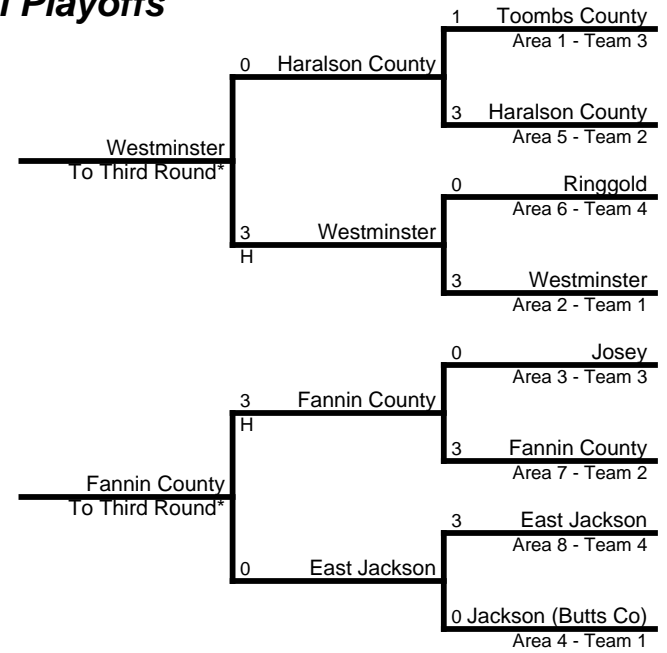 Playoffs
1 Toombs County
Area 1 - Team 3
0 Haralson County
3 Haralson County
Area 5 - Team 2
Westminster
To Third Round*
0 Ringgold
Area 6 - Team 4
3 Westminster
H
3 Westminster
Area 2 - Team 1
0 Josey
Area 3 - Team 3
3 Fannin County
H
3 Fannin County
Area 7 - Team 2
Fannin County
To Third Round*
3 East Jackson
Area 8 - Team 4
0 East Jackson
0 Jackson (Butts Co)
Area 4 - Team 1